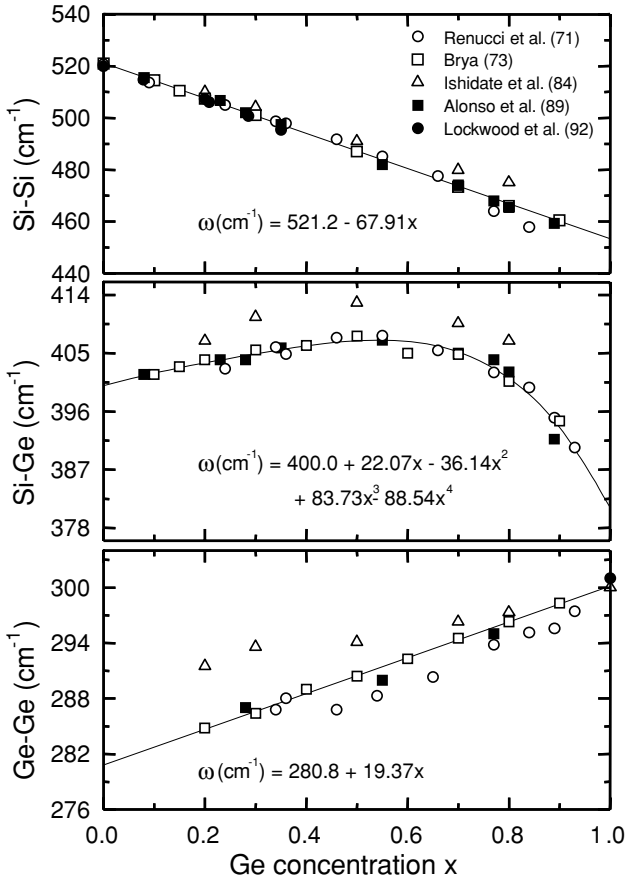 540
520
500
480
460
440
Si-Si (cm⁻¹)
Renucci et al. (71)
Brya (73)
Ishidate et al. (84)
Alonso et al. (89)
Lockwood et al. (92)
ω(cm⁻¹) = 521.2 - 67.91x
414
405
396
387
378
Si-Ge (cm⁻¹)
ω(cm⁻¹) = 400.0 + 22.07x - 36.14x²
+ 83.73x³- 88.54x⁴
300
294
288
282
276
Ge-Ge (cm⁻¹)
ω(cm⁻¹) = 280.8 + 19.37x
0.0 0.2 0.4 0.6 0.8 1.0
Ge concentration x